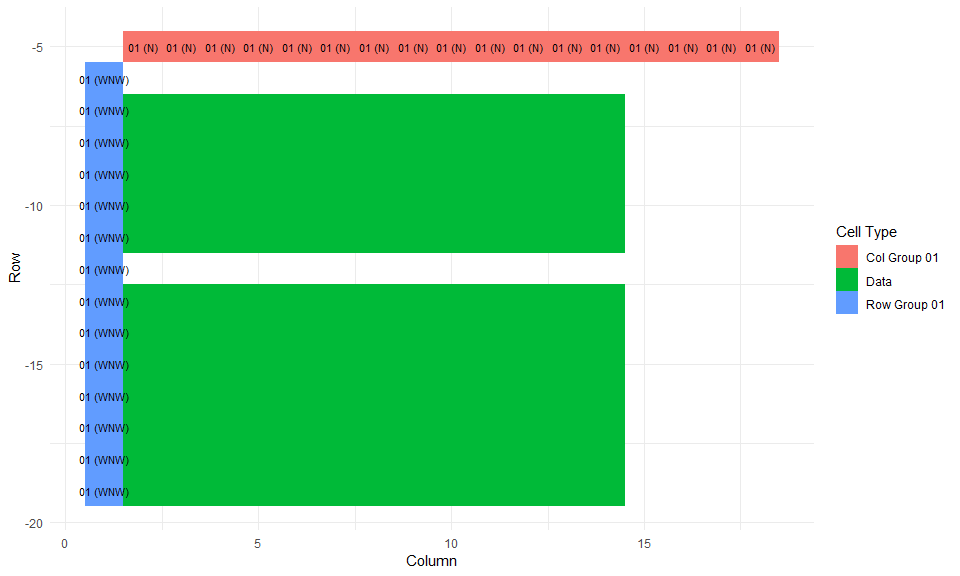 -5
01 (N) 01 (N) 01 (N) 01 (N) 01 (N) 01 (N) 01 (N) 01 (N) 01 (N) 01 (N) 01 (N) 01 (N) 01 (N) 01 (N) 01 (N) 01 (N) 01 (N)
01 (WNW)
01 (WNW)
01 (WNW)
01 (WNW)
-10
01 (WNW)
01 (WNW)
01 (WNW)
01 (WNW)
01 (WNW)
-15
01 (WNW)
01 (WNW)
01 (WNW)
01 (WNW)
01 (WNW)
-20
0 5 10 15
Column
Row
Cell Type
Col Group 01
Data
Row Group 01